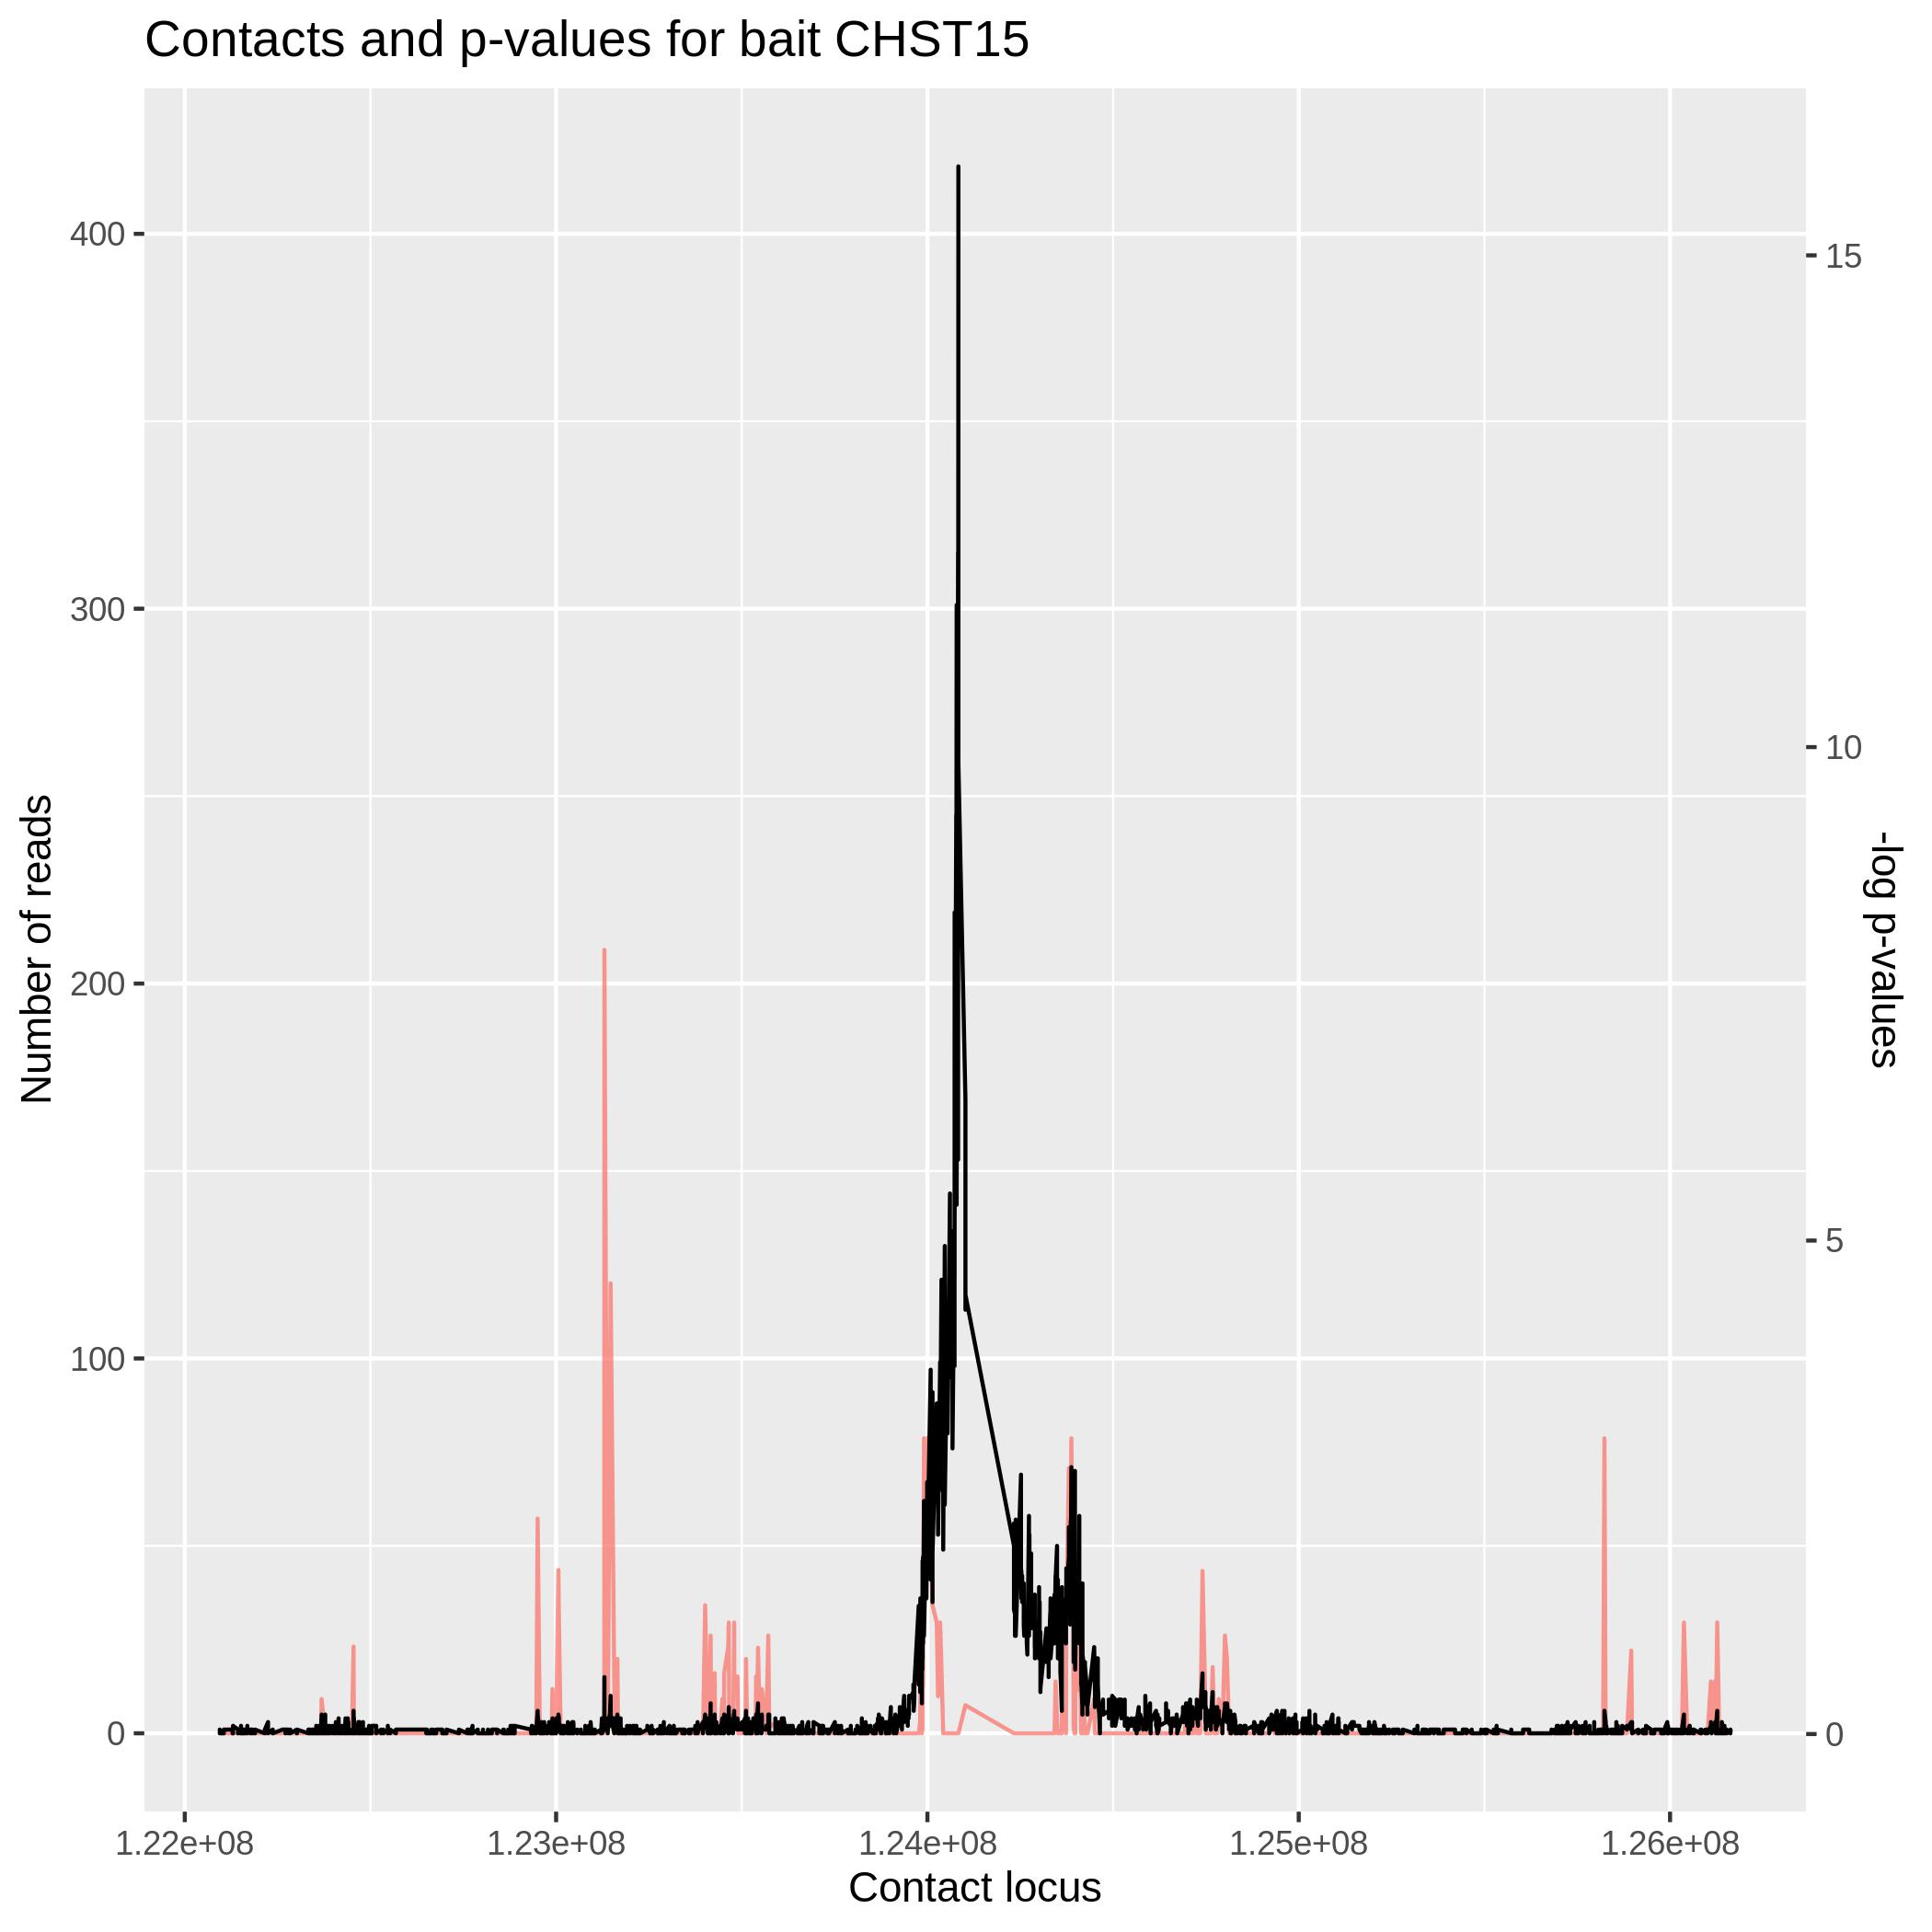 Contacts and p-values for bait CHST15
Number of reads
400
300
200
100
0
15
10
5
0
-log p-values
1.22e+08
1.23e+08
1.24e+08
1.25e+08
1.26e+08
Contact locus